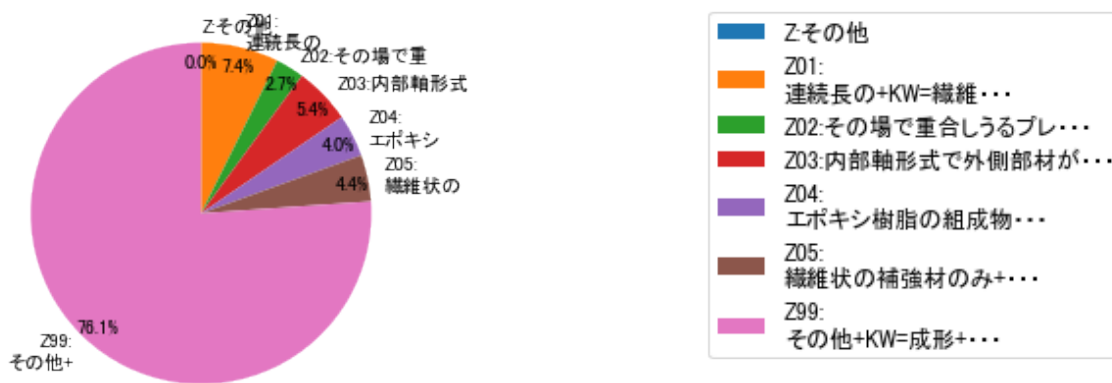 Z:その他
Z01:
連続長の
0.0%
7.4%
Z02:その場で重
2.7%
Z03:内部軸形式
5.4%
Z04:
エポキシ
4.0%
Z05:
繊維状の
4.4%
76.1%
Z99:
その他+
Z:その他
Z01:
連続長の+KW=繊維・・・
Z02:その場で重合しうるプレ・・・
Z03:内部軸形式で外側部材が・・・
Z04:
エポキシ樹脂の組成物・・・
Z05:
繊維状の補強材のみ+・・・
Z99:
その他+KW=成形+・・・